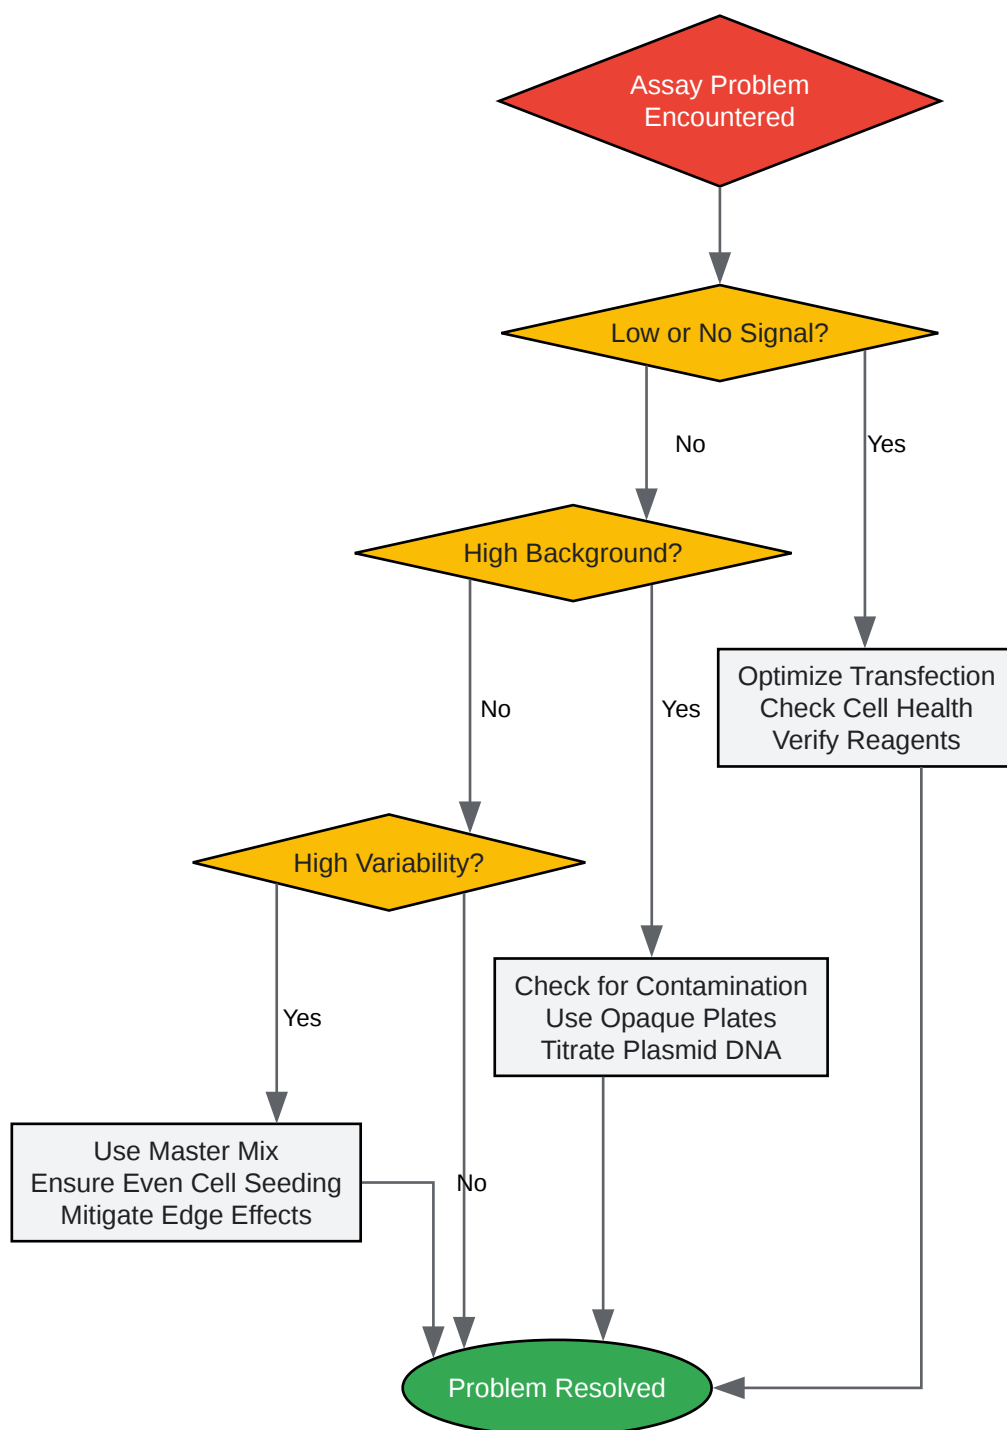 Assay Problem
Encountered
Low or No Signal?
No
Yes
High Background?
Optimize Transfection
Check Cell Health
Verify Reagents
No
Yes
High Variability?
Check for Contamination
Use Opaque Plates
Titrate Plasmid DNA
Yes
Use Master Mix
Ensure Even Cell Seeding
Mitigate Edge Effects
No
Problem Resolved